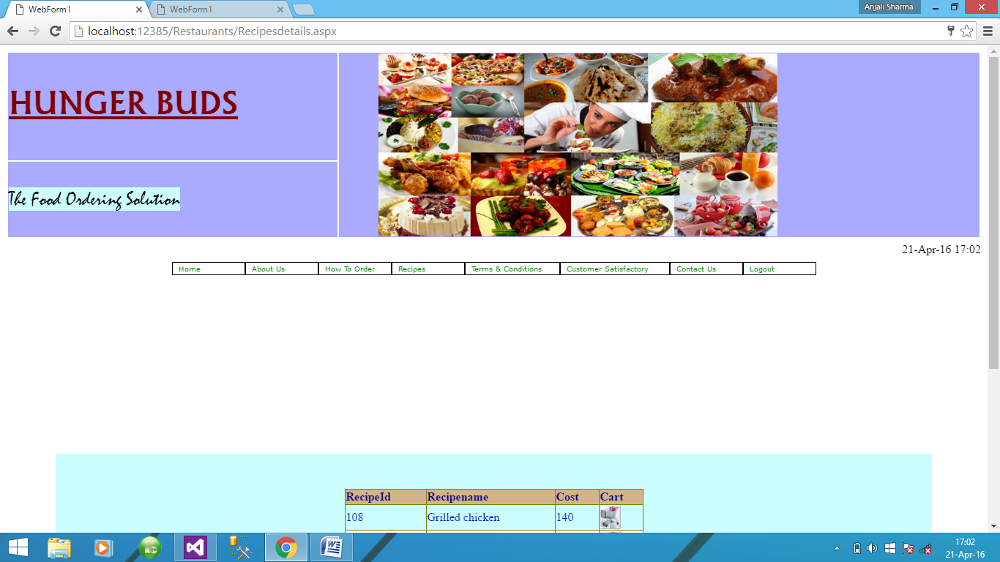 WebForm1
WebForm1
Anjali Sharma
localhost:12385/Restaurants/Recipesdetails.aspx
HUNGER BUDS
The Food Ordering Solution
21-Apr-16 17:02
Home About Us How To Order Recipes Terms & Conditions Customer Satisfactory Contact Us Logout
RecipeId Recipename Cost Cart
108 Grilled chicken 140
17:02
21-Apr-16